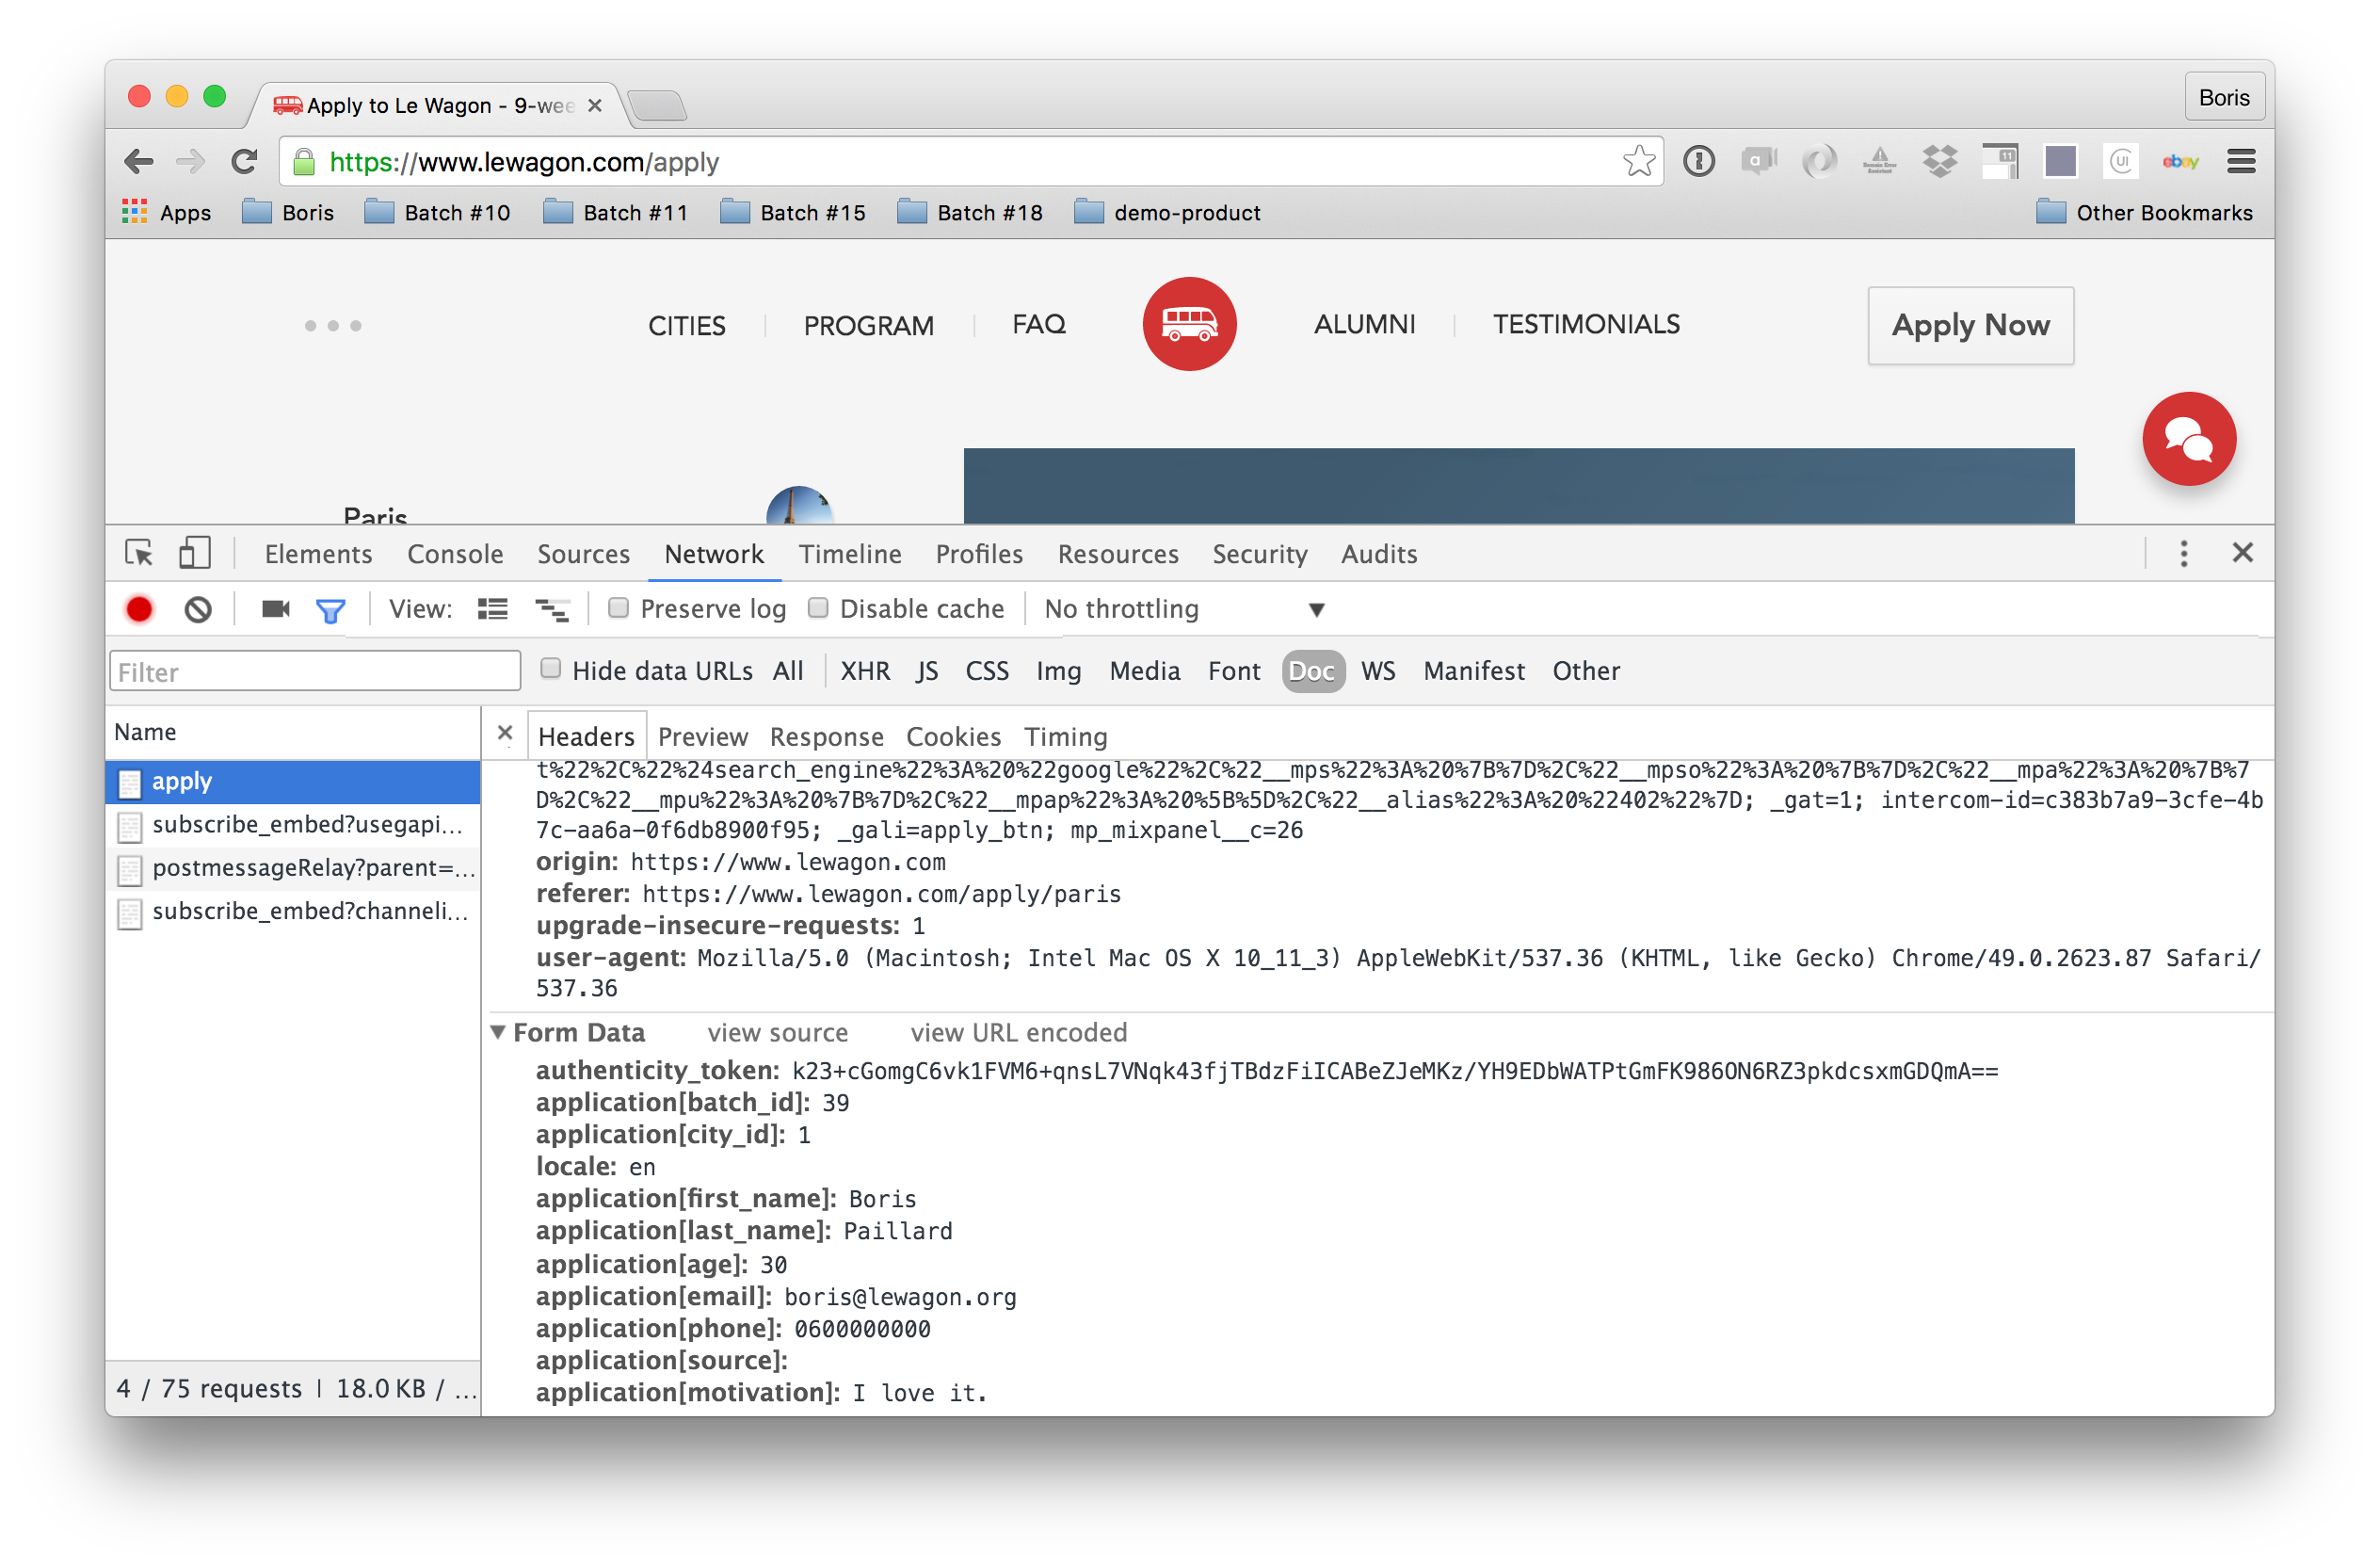 Apply to Le Wagon - 9-wee
Boris
https://www.lewagon.com/apply
Apps Boris Batch #10 Batch #11 Batch #15 Batch #18 demo-product Other Bookmarks
CITIES PROGRAM FAQ ALUMNI TESTIMONIALS Apply Now
Paris
Elements Console Sources Network Timeline Profiles Resources Security Audits
View: Preserve log Disable cache No throttling
Filter Hide data URLs All XHR JS CSS Img Media Font Doc WS Manifest Other
Name
Headers Preview Response Cookies Timing
apply
subscribe_embed?usegapi...
postmessageRelay?parent=...
subscribe_embed?channeli...
t%22%2C%22%24search_engine%22%3A%20%22google%22%2C%22__mps%22%3A%20%7B%7D%2C%22__mpso%22%3A%20%7B%7D%2C%22__mpa%22%3A%20%7B%7
D%2C%22__mpu%22%3A%20%7B%7D%2C%22__mpap%22%3A%20%5B%5D%2C%22__alias%22%3A%20%22402%22%7D; _gat=1; intercom-id=c383b7a9-3cfe-4b
7c-aa6a-0f6db8900f95; _gali=apply_btn; mp_mixpanel__c=26
origin: https://www.lewagon.com
referer: https://www.lewagon.com/apply/paris
upgrade-insecure-requests: 1
user-agent: Mozilla/5.0 (Macintosh; Intel Mac OS X 10_11_3) AppleWebKit/537.36 (KHTML, like Gecko) Chrome/49.0.2623.87 Safari/
537.36
Form Data view source view URL encoded
authenticity_token: k23+cGomgC6vk1FVM6+qnsL7VNqk43fjTBdzFiICABeZJeMKz/YH9EDbWATPtGmFK986ON6RZ3pkdcsxmGDQmA==
application[batch_id]: 39
application[city_id]: 1
locale: en
application[first_name]: Boris
application[last_name]: Paillard
application[age]: 30
application[email]: boris@lewagon.org
application[phone]: 0600000000
application[source]:
application[motivation]: I love it.
4 / 75 requests | 18.0 KB / ...